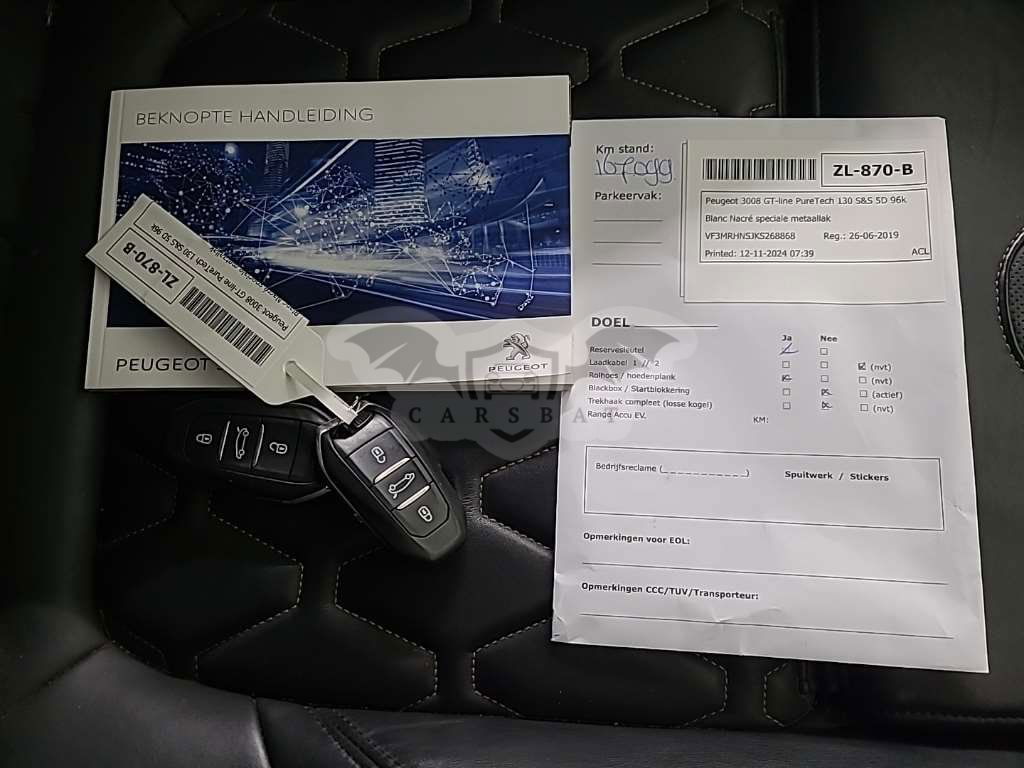 BEKNOPTE HANDLEIDING
PEUGEOT
PEUGEOT
ZL-870-B
Peugeot 3008 GT-line PureTech 130 S&S 5D 96k
CARSBAT
Km stand:
167099
Parkeervak:
ZL-870-B
Peugeot 3008 GT-line PureTech 130 S&S 5D 96k
Blanc Nacré speciale metaallak
VF3MRHNSJKS268868 Reg.: 26-06-2019
Printed: 12-11-2024 07:39 ACL
DOEL
Ja Nee
Reservesleutel
Laadkabel 1 // 2 (nvt)
Rolhoes / hoedenplank (nvt)
Blackbox / Startblokkering (actief)
Trekhaak compleet (losse kogel) (nvt)
Range Accu EV. KM:
Bedrijfsreclame (_ _ _ _ _ _ _ _ _ _ _ _) Spuitwerk / Stickers
Opmerkingen voor EOL:
Opmerkingen CCC/TUV/Transporteur: